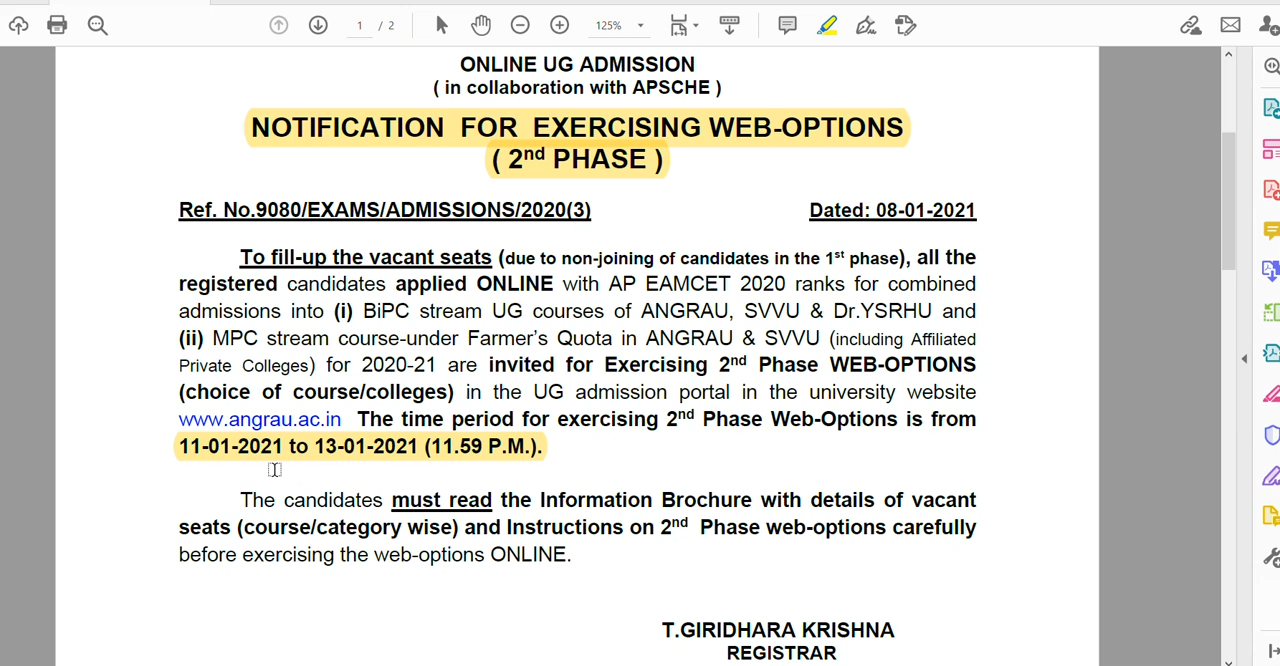 1 / 2
125%
ONLINE UG ADMISSION
( in collaboration with APSCHE )
NOTIFICATION FOR EXERCISING WEB-OPTIONS
( 2nd PHASE )
Ref. No.9080/EXAMS/ADMISSIONS/2020(3) Dated: 08-01-2021
To fill-up the vacant seats (due to non-joining of candidates in the 1st phase), all the
registered candidates applied ONLINE with AP EAMCET 2020 ranks for combined
admissions into (i) BiPC stream UG courses of ANGRAU, SVVU & Dr.YSRHU and
(ii) MPC stream course-under Farmer's Quota in ANGRAU & SVVU (including Affiliated
Private Colleges) for 2020-21 are invited for Exercising 2nd Phase WEB-OPTIONS
(choice of course/colleges) in the UG admission portal in the university website
www.angrau.ac.in The time period for exercising 2nd Phase Web-Options is from
11-01-2021 to 13-01-2021 (11.59 P.M.).
The candidates must read the Information Brochure with details of vacant
seats (course/category wise) and Instructions on 2nd Phase web-options carefully
before exercising the web-options ONLINE.
T.GIRIDHARA KRISHNA
REGISTRAR